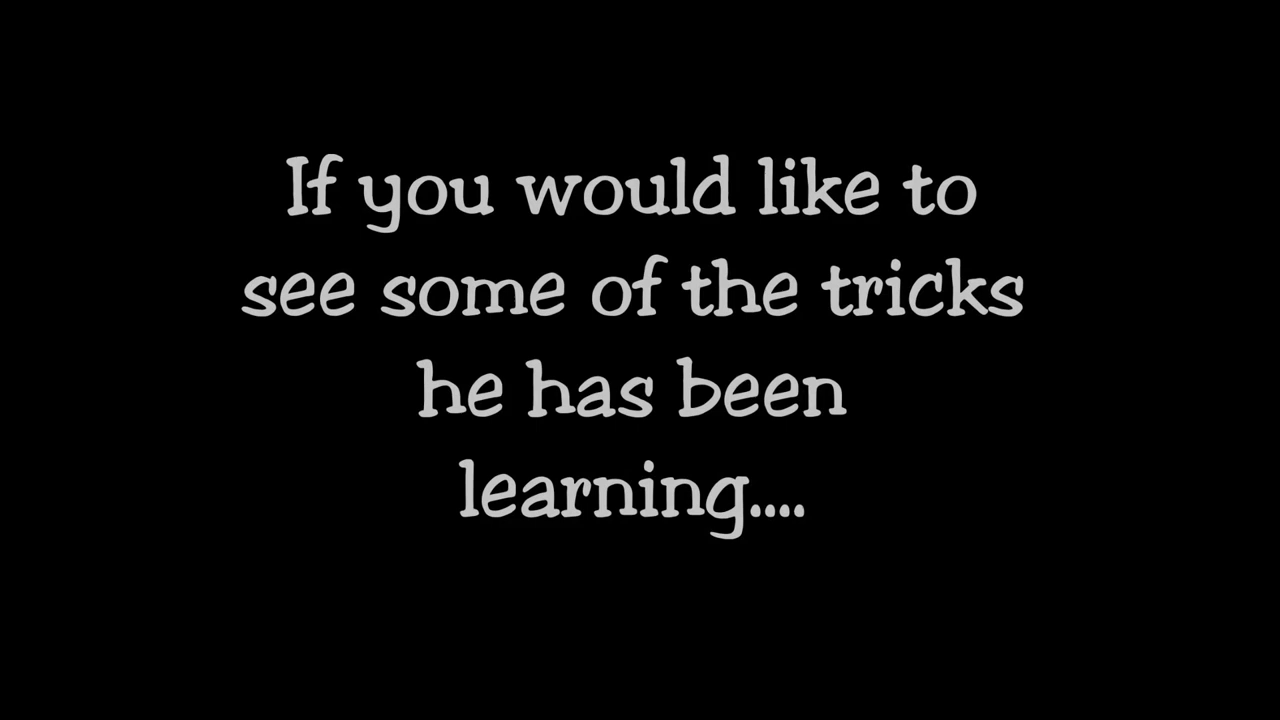 If you would like to
see some of the tricks
he has been
learning....